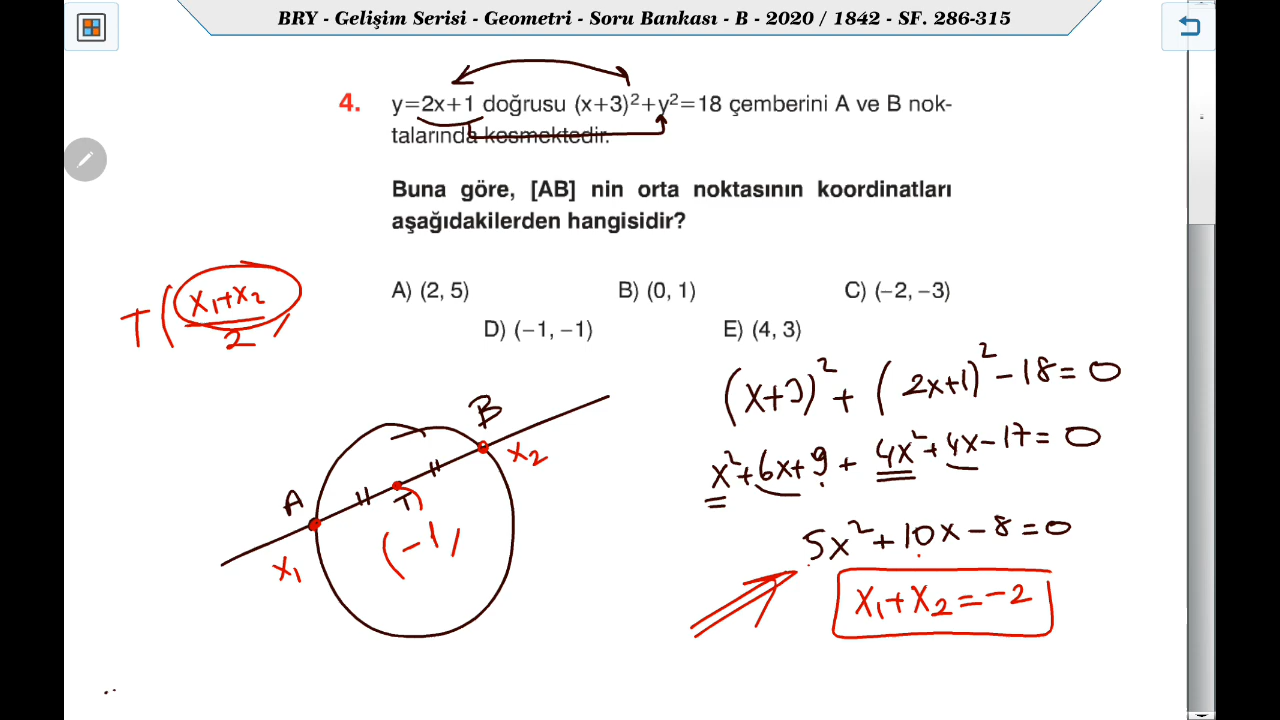 BRY - Gelişim Serisi - Geometri - Soru Bankası - B - 2020 / 1842 - SF. 286-315
4. y=2x+1 doğrusu (x+3)²+y²=18 çemberini A ve B nok-
talarında kesmektedir.
Buna göre, [AB] nin orta noktasının koordinatları
aşağıdakilerden hangisidir?
A) (2, 5) B) (0, 1) C) (−2, −3)
D) (−1, −1) E) (4, 3)
T(x₁+x₂/2,
(x+3)²+(2x+1)²-18=0
x²+6x+9+4x²+4x-17=0
5x²+10x-8=0
x₁+x₂=-2
B
x₂
A
T
x₁
(-1,